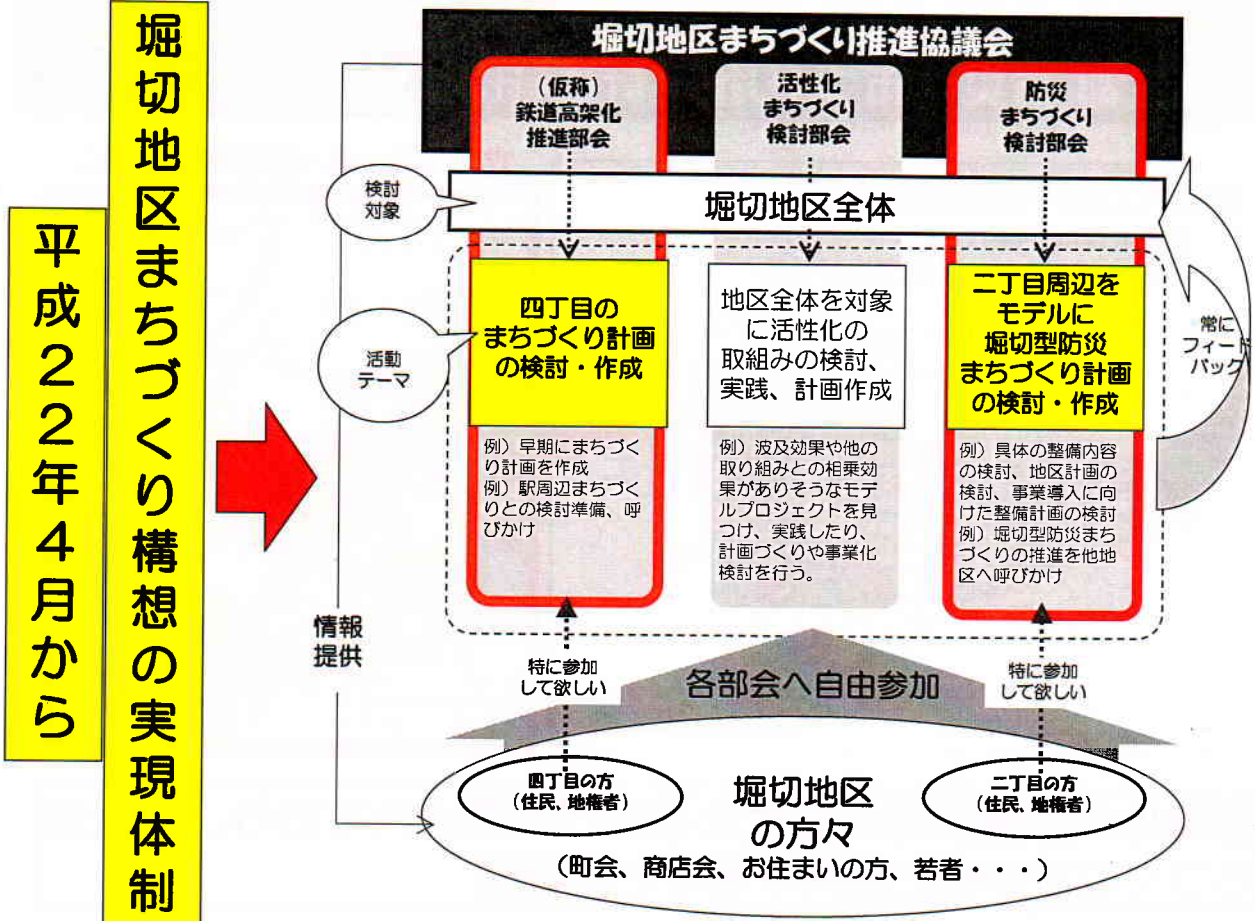 堀切地区まちづくり構想の実現体制
平成22年4月から
堀切地区まちづくり推進協議会
(仮称)
鉄道高架化
推進部会
活性化
まちづくり
検討部会
防災
まちづくり
検討部会
検討
対象
堀切地区全体
活動
テーマ
四丁目の
まちづくり計画
の検討・作成
地区全体を対象
に活性化の
取組みの検討、
実践、計画作成
二丁目周辺を
モデルに
堀切型防災
まちづくり計画
の検討・作成
常に
フィード
バック
例)早期にまちづく
り計画を作成
例)駅周辺まちづく
りとの検討準備、呼
びかけ
例)波及効果や他の
取り組みとの相乗効
果がありそうなモデ
ルプロジェクトを見
つけ、実践したり、
計画づくりや事業化
検討を行う。
例)具体の整備内容
の検討、地区計画の
検討、事業導入に向
けた整備計画の検討
例)堀切型防災まち
づくりの推進を他地
区へ呼びかけ
情報
提供
特に参加
して欲しい
各部会へ自由参加
特に参加
して欲しい
四丁目の方
(住民、地権者)
堀切地区
の方々
(町会、商店会、お住まいの方、若者・・・)
二丁目の方
(住民、地権者)